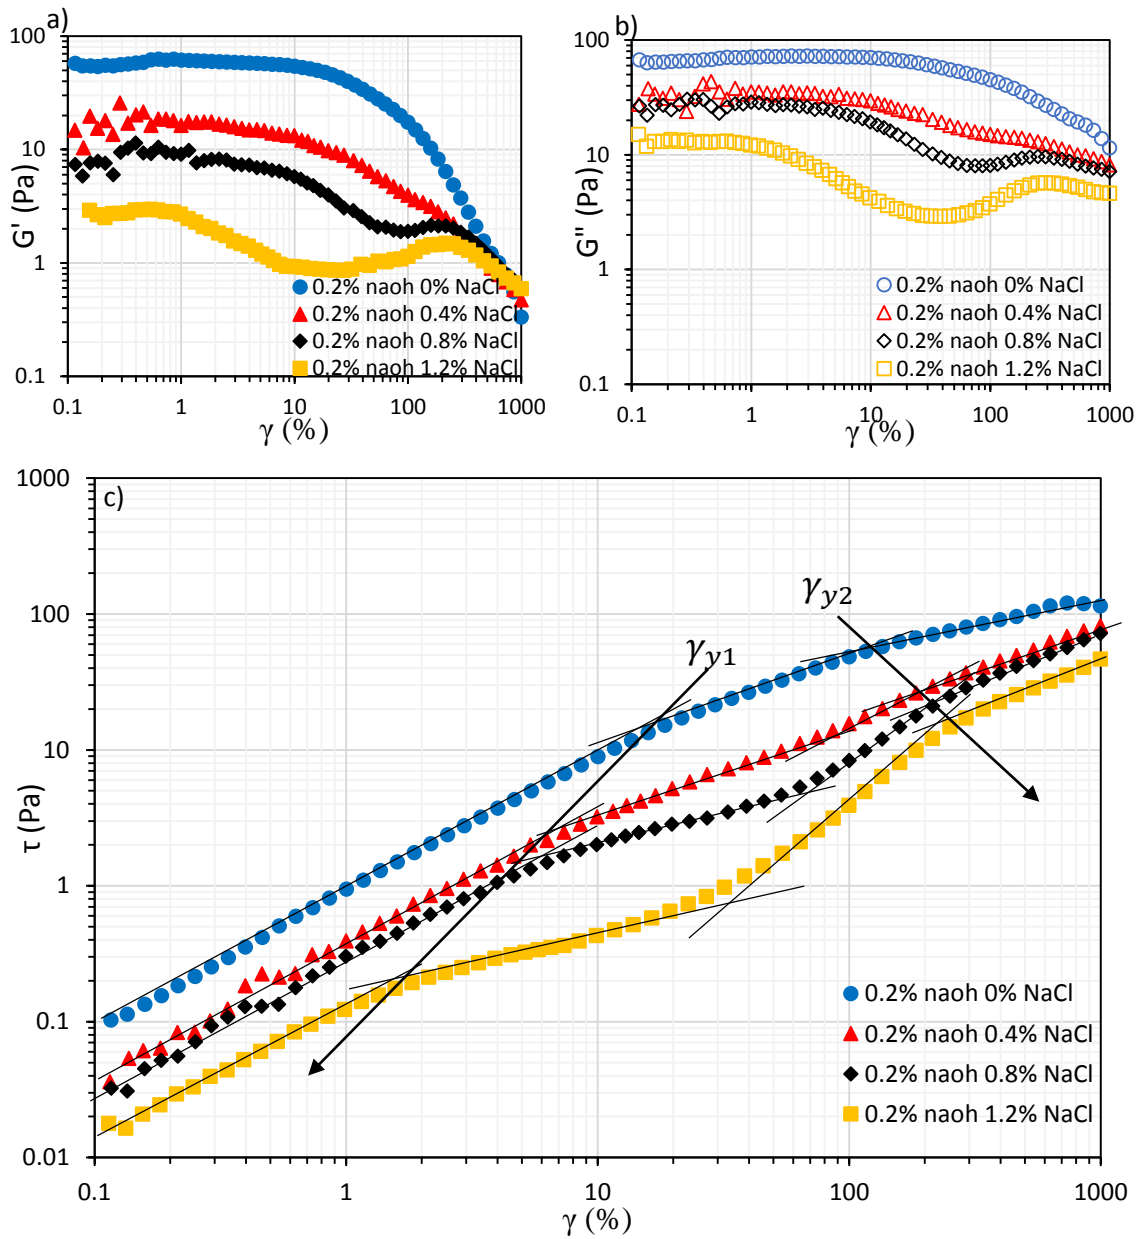 a)
G' (Pa)
100
10
1
0.1
0.1
1
10
100
1000
γ (%)
0.2% naoh 0% NaCl
0.2% naoh 0.4% NaCl
0.2% naoh 0.8% NaCl
0.2% naoh 1.2% NaCl
b)
G'' (Pa)
100
10
1
0.1
0.1
1
10
100
1000
γ (%)
0.2% naoh 0% NaCl
0.2% naoh 0.4% NaCl
0.2% naoh 0.8% NaCl
0.2% naoh 1.2% NaCl
c)
τ (Pa)
1000
100
10
1
0.1
0.01
0.1
1
10
100
1000
γ (%)
γy1
γy2
0.2% naoh 0% NaCl
0.2% naoh 0.4% NaCl
0.2% naoh 0.8% NaCl
0.2% naoh 1.2% NaCl